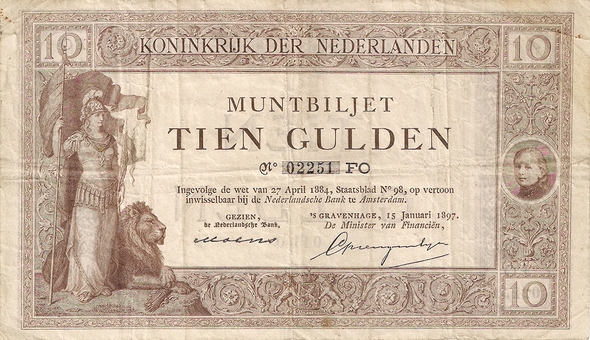 10 KONINKRIJK DER NEDERLANDEN 10
MUNTBILJET
TIEN GULDEN
Nº 02251 FO
Ingevolge de wet van 27 April 1884, Staatsblad Nº 98, op vertoon
inwisselbaar bij de Nederlandsche Bank te Amsterdam.
GEZIEN,
de Nederlandsche Bank,
'S GRAVENHAGE, 15 Januari 1897.
De Minister van Financiën,
10